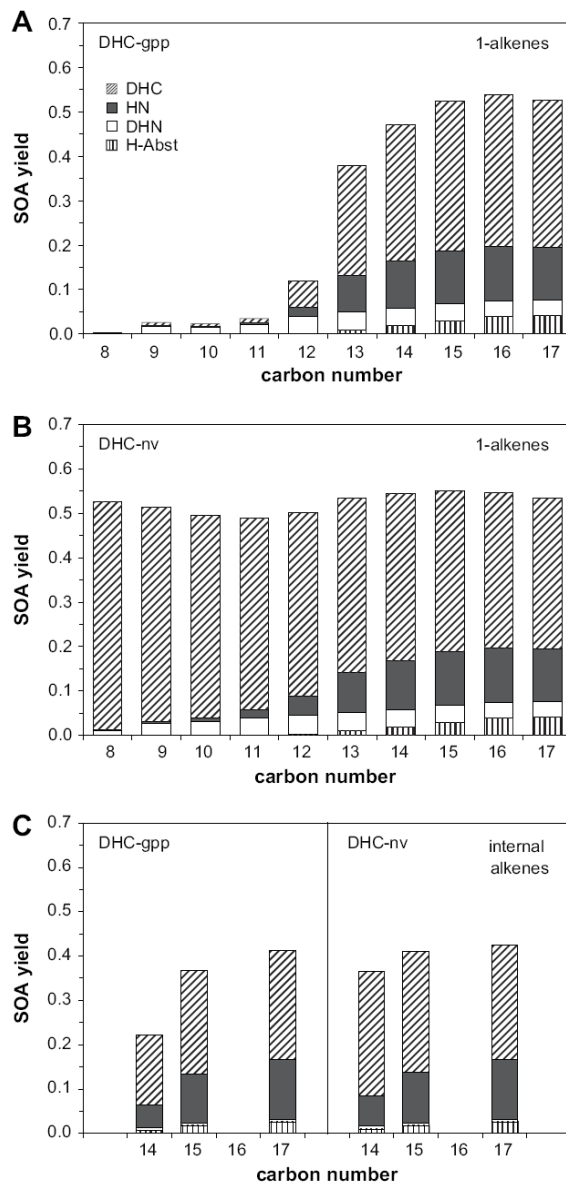 A
DHC-gpp 1-alkenes
DHC
HN
DHN
H-Abst
SOA yield
0.7
0.6
0.5
0.4
0.3
0.2
0.1
0.0
8 9 10 11 12 13 14 15 16 17
carbon number
B
DHC-nv 1-alkenes
SOA yield
0.7
0.6
0.5
0.4
0.3
0.2
0.1
0.0
8 9 10 11 12 13 14 15 16 17
carbon number
C
DHC-gpp DHC-nv internal
alkenes
SOA yield
0.7
0.6
0.5
0.4
0.3
0.2
0.1
0.0
14 15 16 17 14 15 16 17
carbon number